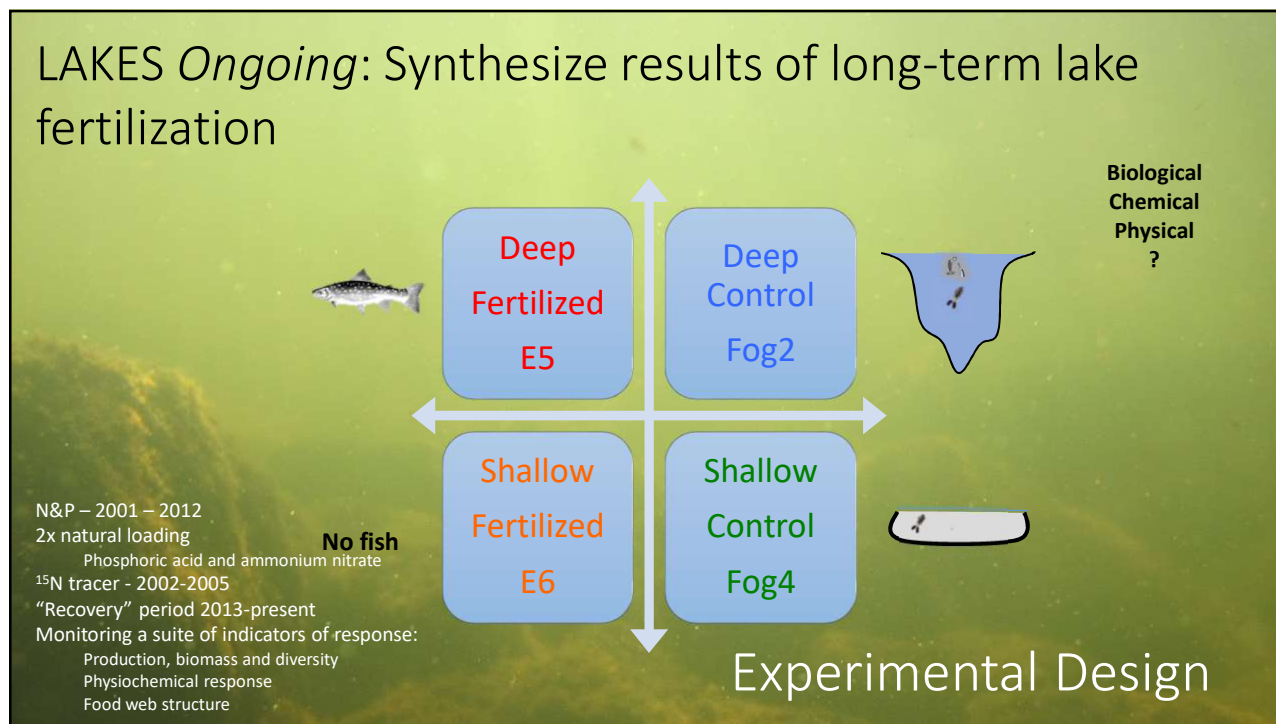 LAKES Ongoing: Synthesize results of long-term lake
fertilization
Biological
Chemical
Physical
?
Deep
Fertilized
E5
Deep
Control
Fog2
Shallow
Fertilized
E6
Shallow
Control
Fog4
No fish
N&P – 2001 – 2012
2x natural loading
Phosphoric acid and ammonium nitrate
15N tracer - 2002-2005
“Recovery” period 2013-present
Monitoring a suite of indicators of response:
Production, biomass and diversity
Physiochemical response
Food web structure
Experimental Design